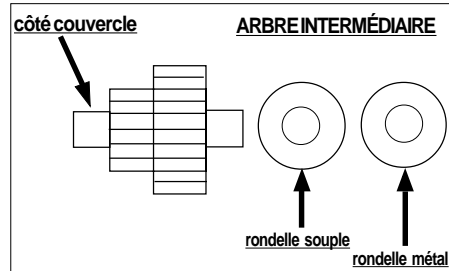 côté couvercle
ARBRE INTERMÉDIAIRE
rondelle souple
rondelle métal